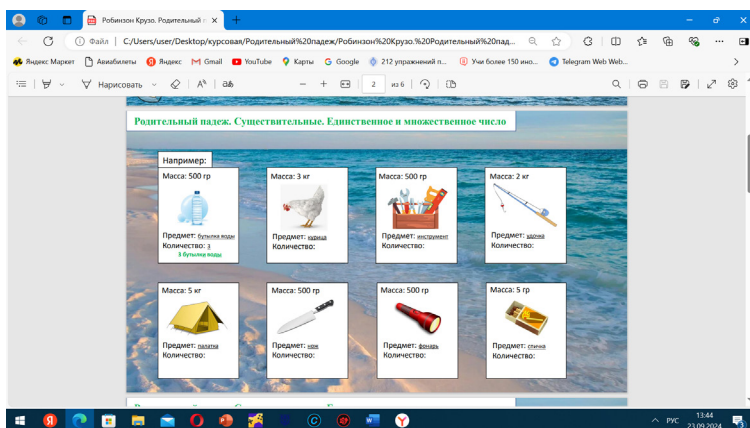 Робинзон Крузо. Родительный п
Файл | C:/Users/user/Desktop/курсовая/Родительный%20падеж/Робинзон%20Крузо.%20Родительный%20пад...
Яндекс Маркет Авиабилеты Яндекс Gmail YouTube Карты Google 212 упражнений п... Учи более 150 ино... Telegram Web Web...
Нарисовать 2 из 6
Родительный падеж. Существительные. Единственное и множественное число
Например:
Масса: 500 гр
Предмет: бутылка воды
Количество: 3
3 бутылки воды
Масса: 3 кг
Предмет: курица
Количество:
Масса: 500 гр
Предмет: инструмент
Количество:
Масса: 2 кг
Предмет: удочка
Количество:
Масса: 5 кг
Предмет: палатка
Количество:
Масса: 500 гр
Предмет: нож
Количество:
Масса: 500 гр
Предмет: фонарь
Количество:
Масса: 5 гр
Предмет: спичка
Количество:
РУС
13:44
23.09.2024